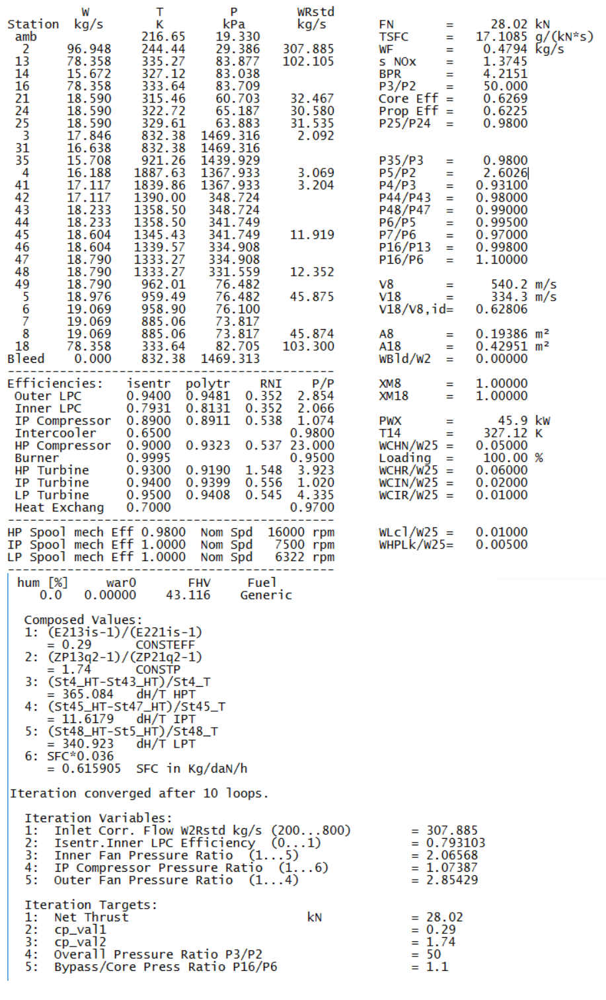 W T P WRstd
Station kg/s K kPa kg/s FN = 28.02 kN
amb 216.65 19.330 TSFC = 17.1085 g/(kN*s)
2 96.948 244.44 29.386 307.885 WF = 0.4794 kg/s
13 78.358 335.27 83.877 102.105 s NOx = 1.3745
14 15.672 327.12 83.038 BPR = 4.2151
16 78.358 333.64 83.709 P3/P2 = 50.000
21 18.590 315.46 60.703 32.467 Core Eff = 0.6269
24 18.590 322.72 65.187 30.580 Prop Eff = 0.6225
25 18.590 329.61 63.883 31.535 P25/P24 = 0.9800
3 17.846 832.38 1469.316 2.092
31 16.638 832.38 1469.316
35 15.708 921.26 1439.929 P35/P3 = 0.9800
4 16.188 1887.63 1367.933 3.069 P5/P2 = 2.6026
41 17.117 1839.86 1367.933 3.204 P4/P3 = 0.93100
42 17.117 1390.00 348.724 P44/P43 = 0.98000
43 18.233 1358.50 348.724 P48/P47 = 0.99000
44 18.233 1358.50 341.749 P6/P5 = 0.99500
45 18.604 1345.43 341.749 11.919 P7/P6 = 0.97000
46 18.604 1339.57 334.908 P16/P13 = 0.99800
47 18.790 1333.27 334.908 P16/P6 = 1.10000
48 18.790 1333.27 331.559 12.352
49 18.790 962.01 76.482 V8 = 540.2 m/s
5 18.976 959.49 76.482 45.875 V18 = 334.3 m/s
6 19.069 958.90 76.100 V18/V8,id= 0.62806
7 19.069 885.06 73.817
8 19.069 885.06 73.817 45.874 A8 = 0.19386 m²
18 78.358 333.64 82.705 103.300 A18 = 0.42951 m²
Bleed 0.000 832.38 1469.313 WBld/W2 = 0.00000
--------------------------------------------
Efficiencies: isentr polytr RNI P/P XM8 = 1.00000
Outer LPC 0.9400 0.9481 0.352 2.854 XM18 = 1.00000
Inner LPC 0.7931 0.8131 0.352 2.066
IP Compressor 0.8900 0.8911 0.538 1.074 PWX = 45.9 kW
Intercooler 0.6500 0.9800 T14 = 327.12 K
HP Compressor 0.9000 0.9323 0.537 23.000 WCHN/W25 = 0.05000
Burner 0.9995 0.9500 Loading = 100.00 %
HP Turbine 0.9300 0.9190 1.548 3.923 WCHR/W25 = 0.06000
IP Turbine 0.9400 0.9399 0.556 1.020 WCIN/W25 = 0.02000
LP Turbine 0.9500 0.9408 0.545 4.335 WCIR/W25 = 0.01000
Heat Exchang 0.7000 0.9700
--------------------------------------------
HP Spool mech Eff 0.9800 Nom Spd 16000 rpm WLcl/W25 = 0.01000
IP Spool mech Eff 1.0000 Nom Spd 7500 rpm WHPLk/W25= 0.00500
LP Spool mech Eff 1.0000 Nom Spd 6322 rpm
--------------------------------------------
hum [%] war0 FHV Fuel
0.0 0.00000 43.116 Generic
Composed Values:
1: (E213is-1)/(E221is-1)
= 0.29 CONSTEFF
2: (ZP13q2-1)/(ZP21q2-1)
= 1.74 CONSTP
3: (St4_HT-St43_HT)/St4_T
= 365.084 dH/T HPT
4: (St45_HT-St47_HT)/St45_T
= 11.6179 dH/T IPT
5: (St48_HT-St5_HT)/St48_T
= 340.923 dH/T LPT
6: SFC*0.036
= 0.615905 SFC in Kg/daN/h
Iteration converged after 10 loops.
Iteration Variables:
1: Inlet Corr. Flow W2Rstd kg/s (200...800) = 307.885
2: Isentr.Inner LPC Efficiency (0...1) = 0.793103
3: Inner Fan Pressure Ratio (1...5) = 2.06568
4: IP Compressor Pressure Ratio (1...6) = 1.07387
5: Outer Fan Pressure Ratio (1...4) = 2.85429
Iteration Targets:
1: Net Thrust kN = 28.02
2: cp_val1 = 0.29
3: cp_val2 = 1.74
4: Overall Pressure Ratio P3/P2 = 50
5: Bypass/Core Press Ratio P16/P6 = 1.1